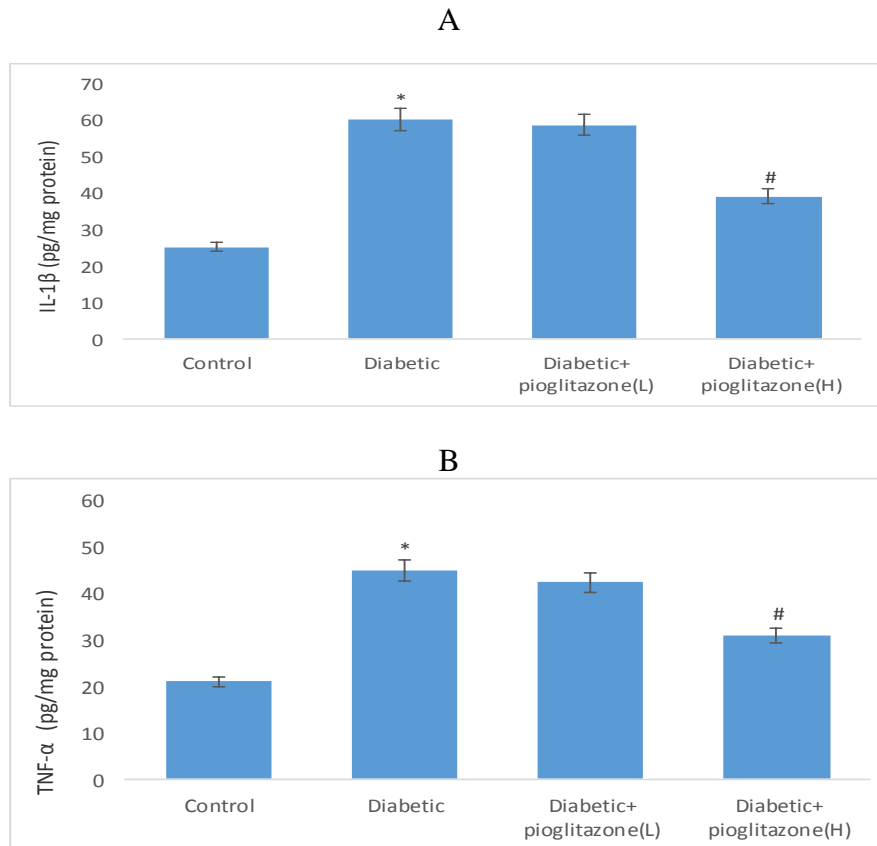 A
70
60
50
40
30
20
10
0
IL-1β (pg/mg protein)
*
#
Control
Diabetic
Diabetic+
pioglitazone(L)
Diabetic+
pioglitazone(H)
B
60
50
40
30
20
10
0
TNF-α (pg/mg protein)
*
#
Control
Diabetic
Diabetic+
pioglitazone(L)
Diabetic+
pioglitazone(H)